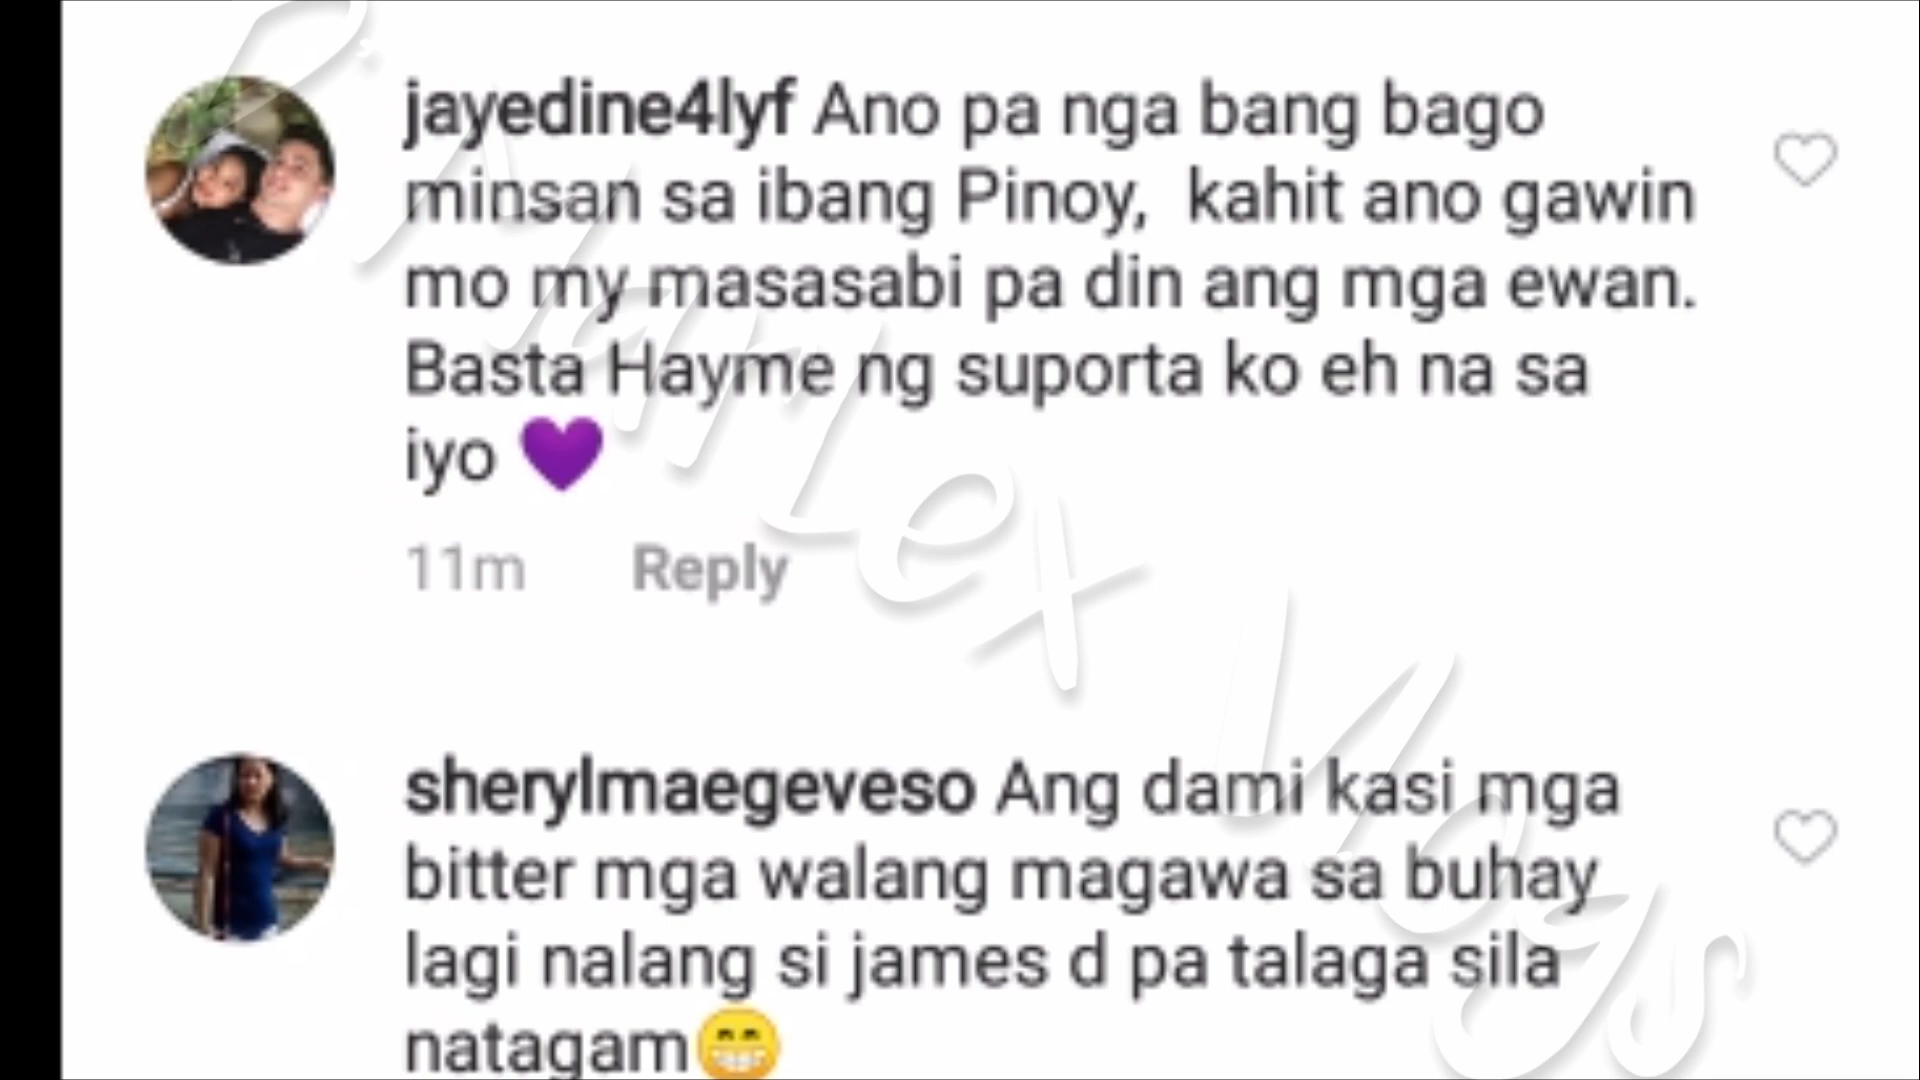 jayedine4lyf Ano pa nga bang bago
minsan sa ibang Pinoy, kahit ano gawin
mo my masasabi pa din ang mga ewan.
Basta Hayme ng suporta ko eh na sa
iyo 💜
11m Reply
sherylmaegeveso Ang dami kasi mga
bitter mga walang magawa sa buhay
lagi nalang si james d pa talaga sila
natagam😁
MarLex Vlogs